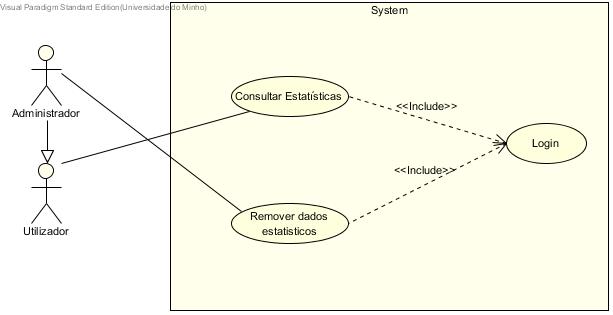 Visual Paradigm Standard Edition(Universidade do Minho)
System
Administrador
Consultar Estatísticas
<<Include>>
Login
<<Include>>
Remover dados
estatisticos
Utilizador